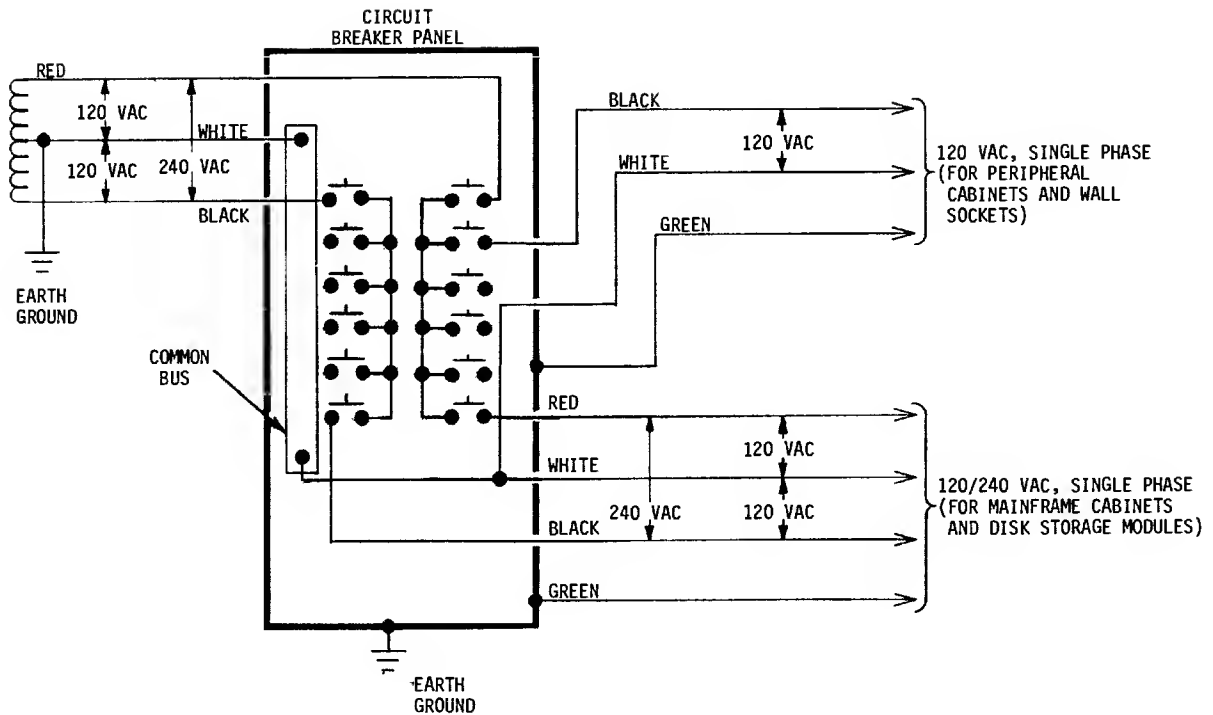 CIRCUIT
BREAKER PANEL
RED
120 VAC
WHITE
120 VAC
240 VAC
BLACK
EARTH
GROUND
COMMON
BUS
BLACK
120 VAC
WHITE
GREEN
120 VAC, SINGLE PHASE
(FOR PERIPHERAL
CABINETS AND WALL
SOCKETS)
RED
120 VAC
WHITE
240 VAC
120 VAC
BLACK
GREEN
120/240 VAC, SINGLE PHASE
(FOR MAINFRAME CABINETS
AND DISK STORAGE MODULES)
EARTH
GROUND